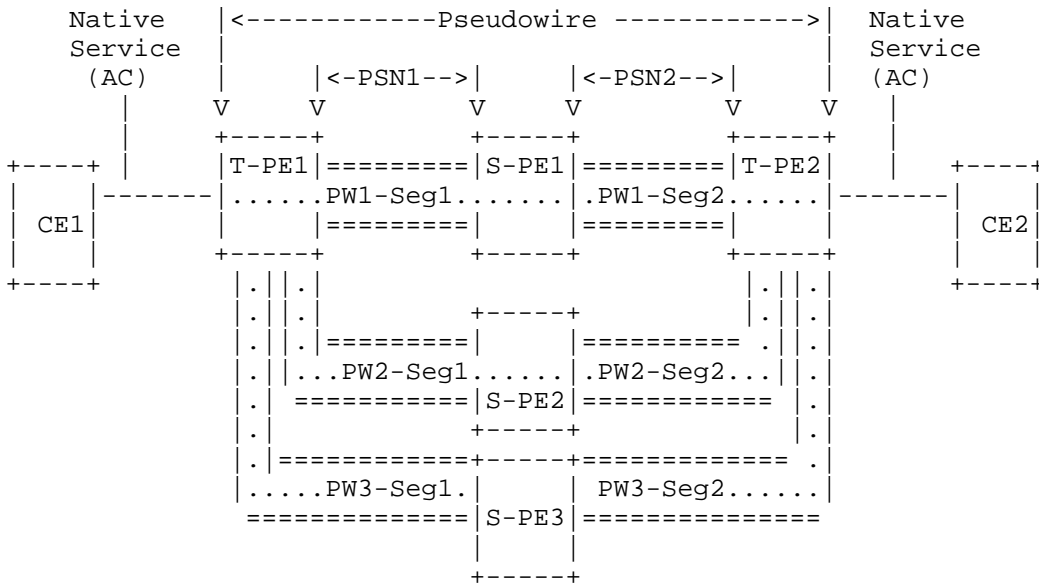 Native |<------------Pseudowire ------------>| Native
Service | | Service
(AC) | |<-PSN1-->| |<-PSN2-->| | (AC)
| V V V V V V |
| +-----+ +-----+ +-----+ |
+----+ | |T-PE1|=========|S-PE1|=========|T-PE2| | +----+
| |-------|......PW1-Seg1.......|.PW1-Seg2......|-------| |
| CE1| | |=========| |=========| | | CE2|
| | +-----+ +-----+ +-----+ | |
+----+ |.||.| |.||.| +----+
|.||.| +-----+ |.||.|
|.||.|=========| |========== .||.|
|.||...PW2-Seg1......|.PW2-Seg2...||.|
|.| ===========|S-PE2|============ |.|
|.| +-----+ |.|
|.|============+-----+============= .|
|.....PW3-Seg1.| | PW3-Seg2......|
==============|S-PE3|===============
| |
+-----+